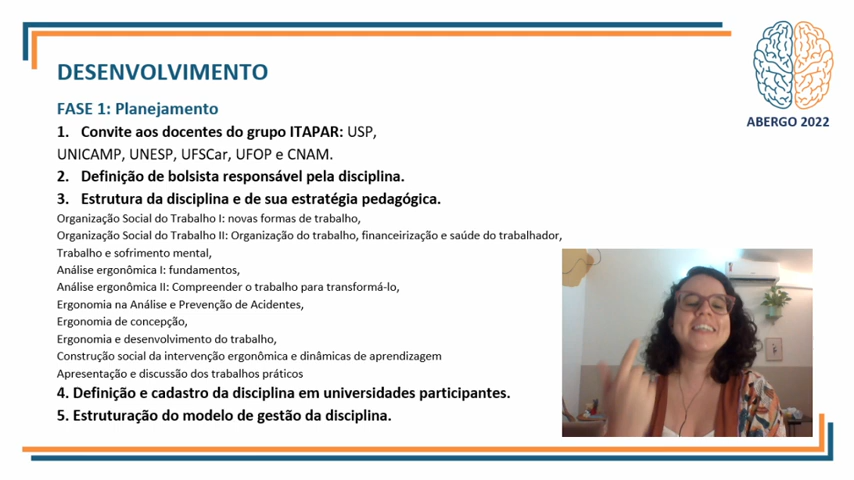 DESENVOLVIMENTO
ABERGO 2022
FASE 1: Planejamento
1. Convite aos docentes do grupo ITAPAR: USP,
UNICAMP, UNESP, UFSCar, UFOP e CNAM.
2. Definição de bolsista responsável pela disciplina.
3. Estrutura da disciplina e de sua estratégia pedagógica.
Organização Social do Trabalho I: novas formas de trabalho,
Organização Social do Trabalho II: Organização do trabalho, financeirização e saúde do trabalhador,
Trabalho e sofrimento mental,
Análise ergonômica I: fundamentos,
Análise ergonômica II: Compreender o trabalho para transformá-lo,
Ergonomia na Análise e Prevenção de Acidentes,
Ergonomia de concepção,
Ergonomia e desenvolvimento do trabalho,
Construção social da intervenção ergonômica e dinâmicas de aprendizagem
Apresentação e discussão dos trabalhos práticos
4. Definição e cadastro da disciplina em universidades participantes.
5. Estruturação do modelo de gestão da disciplina.